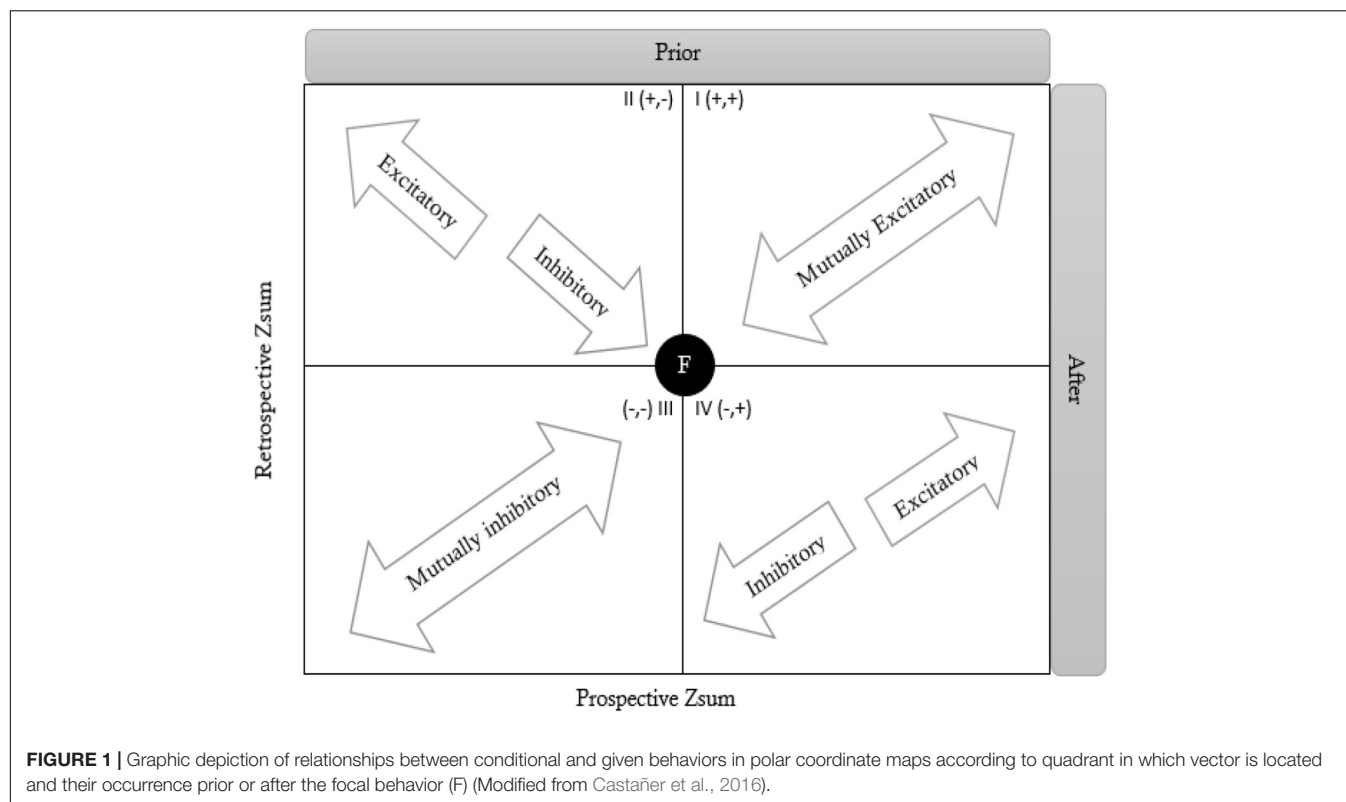 Prior
II (+,-)
I (+,+)
Excitatory
Inhibitory
Mutually Excitatory
Retrospective Zsum
F
After
(-,-) III
IV (-,+)
Mutually inhibitory
Inhibitory
Excitatory
Prospective Zsum
FIGURE 1 | Graphic depiction of relationships between conditional and given behaviors in polar coordinate maps according to quadrant in which vector is located
and their occurrence prior or after the focal behavior (F) (Modified from Castañer et al., 2016).